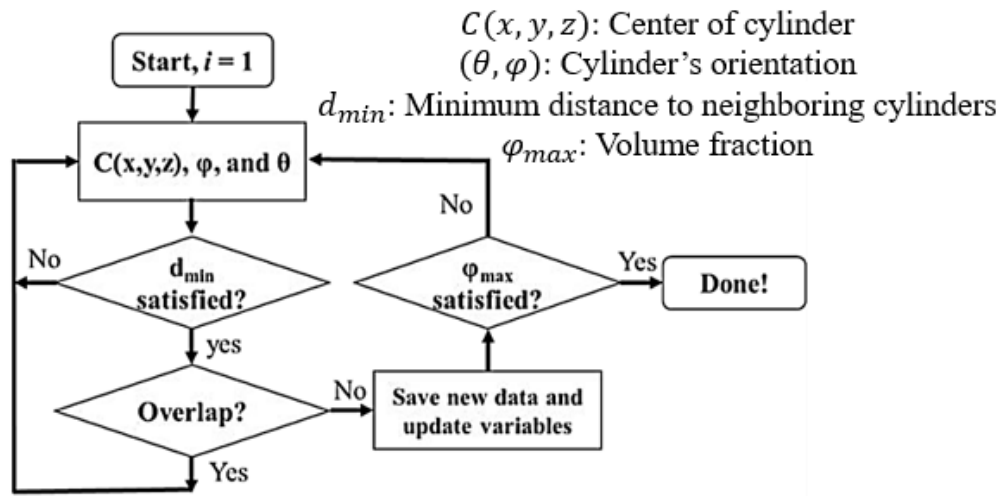 C(x, y, z): Center of cylinder
(θ, φ): Cylinder's orientation
d_min: Minimum distance to neighboring cylinders
φ_max: Volume fraction
Start, i = 1
C(x,y,z), φ, and θ
No
d_min
satisfied?
yes
Overlap?
Yes
No
Save new data and
update variables
φ_max
satisfied?
No
Yes
Done!